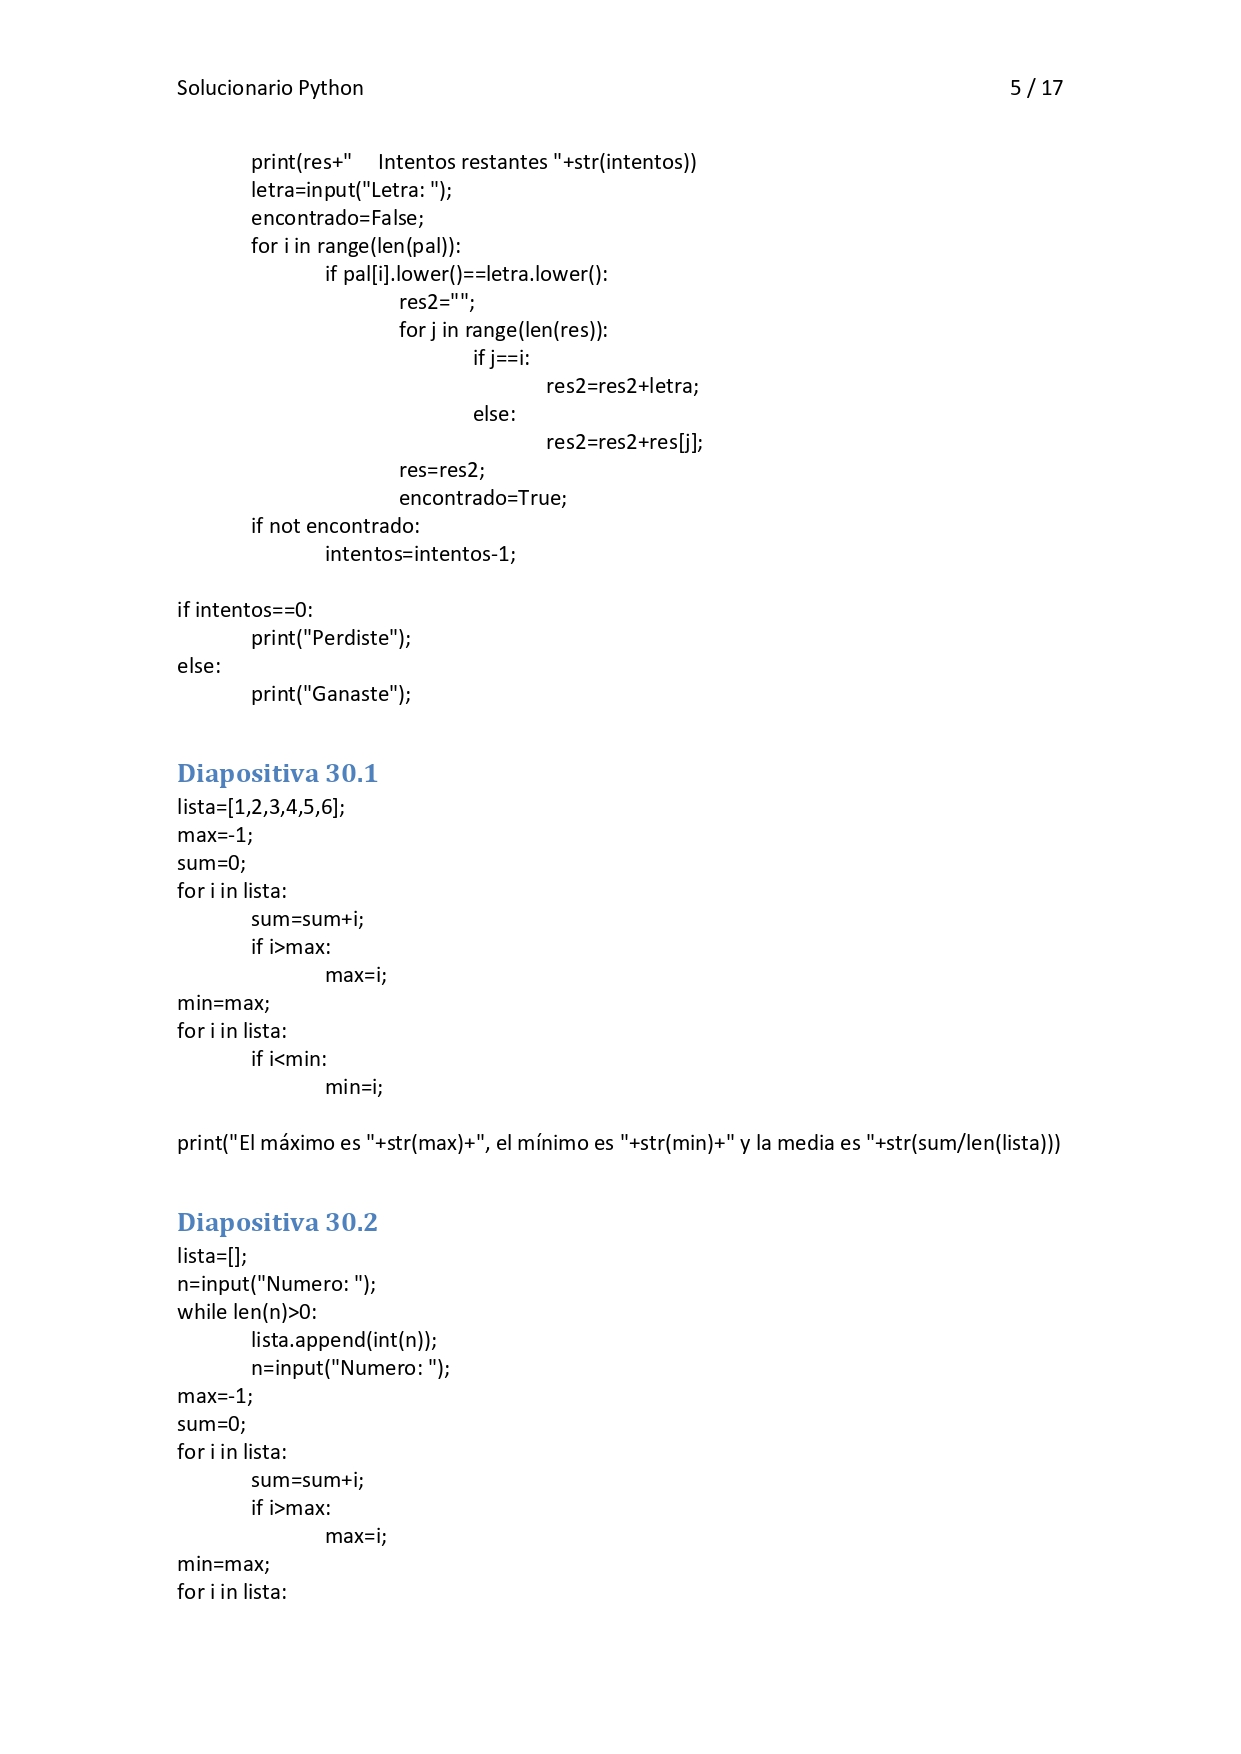 Solucionario Python 5 / 17
print(res+"     Intentos restantes "+str(intentos))
letra=input("Letra: ");
encontrado=False;
for i in range(len(pal)):
if pal[i].lower()==letra.lower():
res2="";
for j in range(len(res)):
if j==i:
res2=res2+letra;
else:
res2=res2+res[j];
res=res2;
encontrado=True;
if not encontrado:
intentos=intentos-1;
if intentos==0:
print("Perdiste");
else:
print("Ganaste");
Diapositiva 30.1
lista=[1,2,3,4,5,6];
max=-1;
sum=0;
for i in lista:
sum=sum+i;
if i>max:
max=i;
min=max;
for i in lista:
if i<min:
min=i;
print("El máximo es "+str(max)+", el mínimo es "+str(min)+" y la media es "+str(sum/len(lista)))
Diapositiva 30.2
lista=[];
n=input("Numero: ");
while len(n)>0:
lista.append(int(n));
n=input("Numero: ");
max=-1;
sum=0;
for i in lista:
sum=sum+i;
if i>max:
max=i;
min=max;
for i in lista: